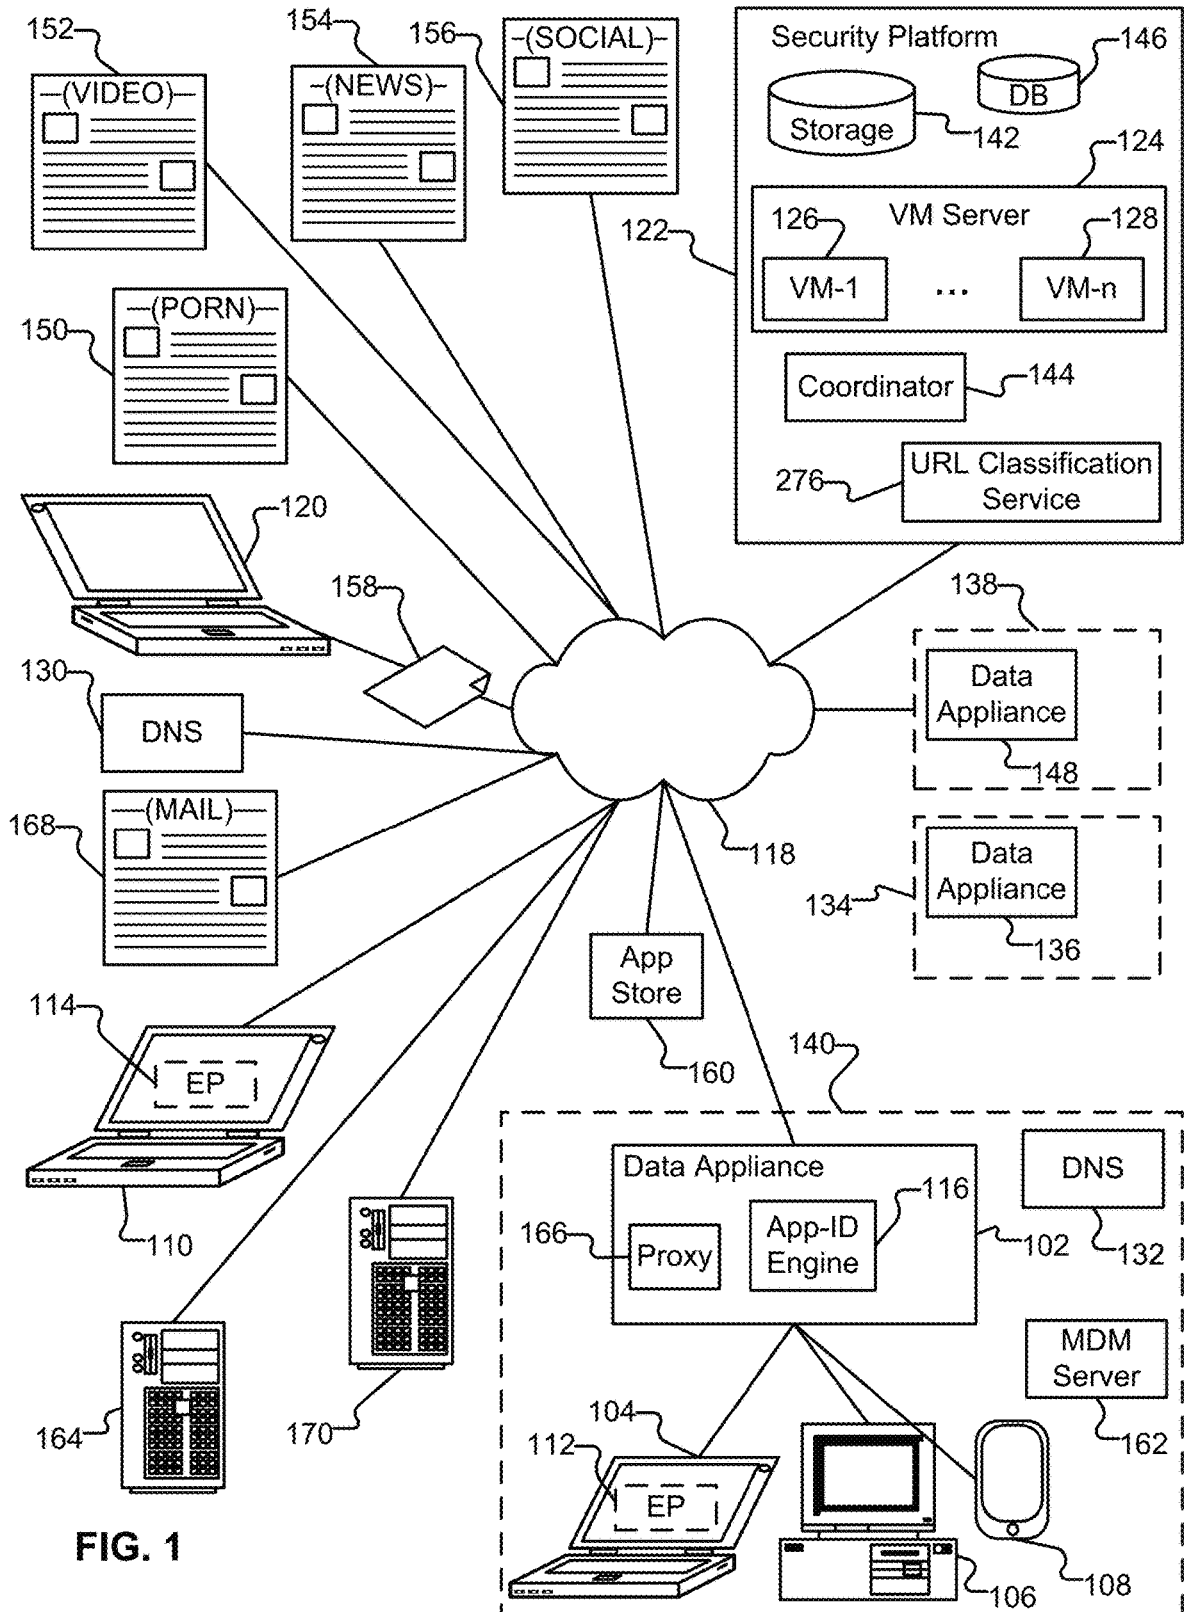 152
154
156
-(SOCIAL)-
Security Platform
146
-(VIDEO)-
-(NEWS)-
DB
Storage
142
124
VM Server
126
128
122
VM-1
...
VM-n
-(PORN)-
150
Coordinator
144
URL Classification
Service
276
120
158
138
Data
Appliance
148
130
DNS
-(MAIL)-
168
118
Data
Appliance
134
136
App
Store
160
114
EP
110
140
Data Appliance
DNS
116
166
Proxy
App-ID
Engine
102
132
MDM
Server
162
164
170
104
112
EP
106
108
FIG. 1